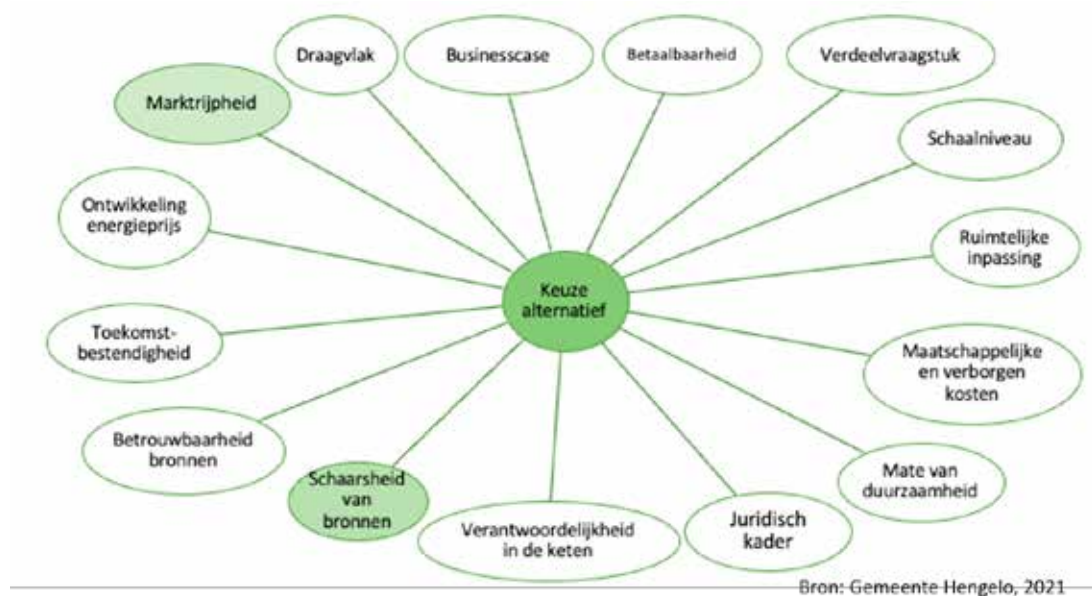 Draagvlak
Businesscase
Betaalbaarheid
Verdeelvraagstuk
Marktrijpheid
Schaalniveau
Ontwikkeling
energieprijs
Ruimtelijke
inpassing
Keuze
alternatief
Toekomst-
bestendigheid
Maatschappelijke
en verborgen
kosten
Betrouwbaarheid
bronnen
Schaarsheid
van
bronnen
Mate van
duurzaamheid
Verantwoordelijkheid
in de keten
Juridisch
kader
Bron: Gemeente Hengelo, 2021